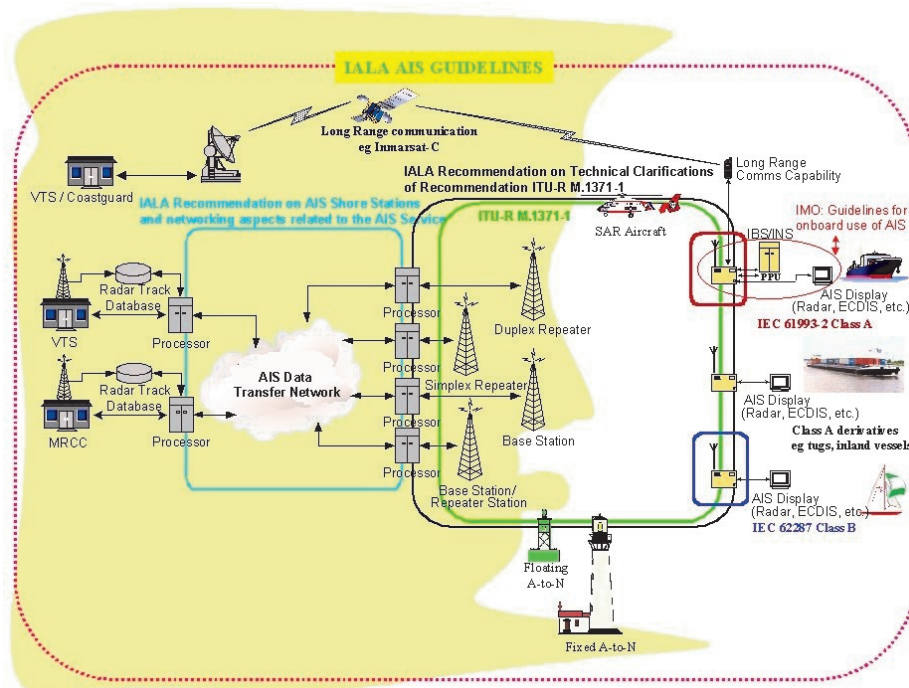 IALA AIS GUIDELINES
Long Range communication
eg Inmarsat-C
VTS / Coastguard
IALA Recommendation on Technical Clarifications
of Recommendation ITU-R M.1371-1
Long Range
Comms Capability
IALA Recommendation on AIS Shore Stations
and networking aspects related to the AIS Service
ITU-R M.1371-1
SAR Aircraft
IMO: Guidelines for
onboard use of AIS
IBS/INS
PPU
AIS Display
(Radar, ECDIS, etc.)
IEC 61993-2 Class A
Radar Track
Database
VTS
Processor
Processor
Duplex Repeater
Processor
Simplex Repeater
AIS Data
Transfer Network
Radar Track
Database
MRCC
Processor
Processor
Base Station
Processor
Base Station/
Repeater Station
AIS Display
(Radar, ECDIS, etc.)
Class A derivatives
eg tugs, inland vessels
AIS Display
(Radar, ECDIS, etc
IEC 62287 Class B
Floating
A-to-N
Fixed A-to-N